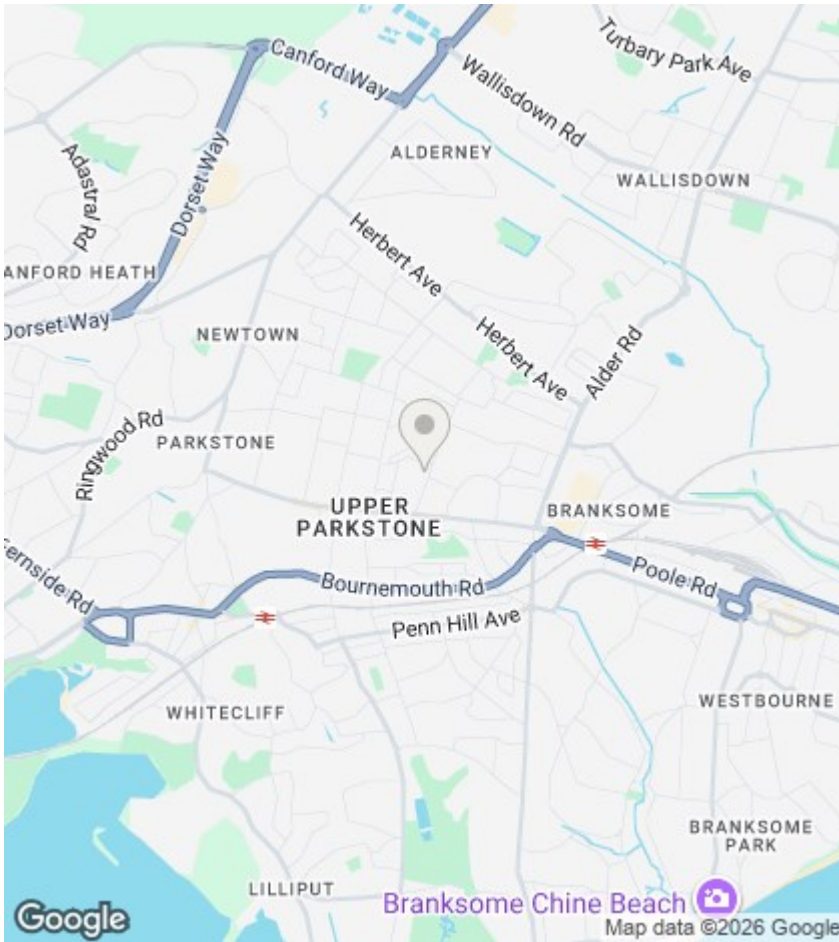 Canford Way
Turbary Park Ave
Wallisdown Rd
ALDERNEY
Adastral Rd
Dorset Way
WALLISDOWN
Herbert Ave
ANFORD HEATH
Dorset Way
NEWTOWN
Herbert Ave
Alder Rd
Ringwood Rd
PARKSTONE
UPPER
PARKSTONE
BRANKSOME
Fernside Rd
Bournemouth Rd
Poole Rd
Penn Hill Ave
WESTBOURNE
WHITECLIFF
BRANKSOME
PARK
LILLIPUT
Branksome Chine Beach
Google
Map data ©2026 Google